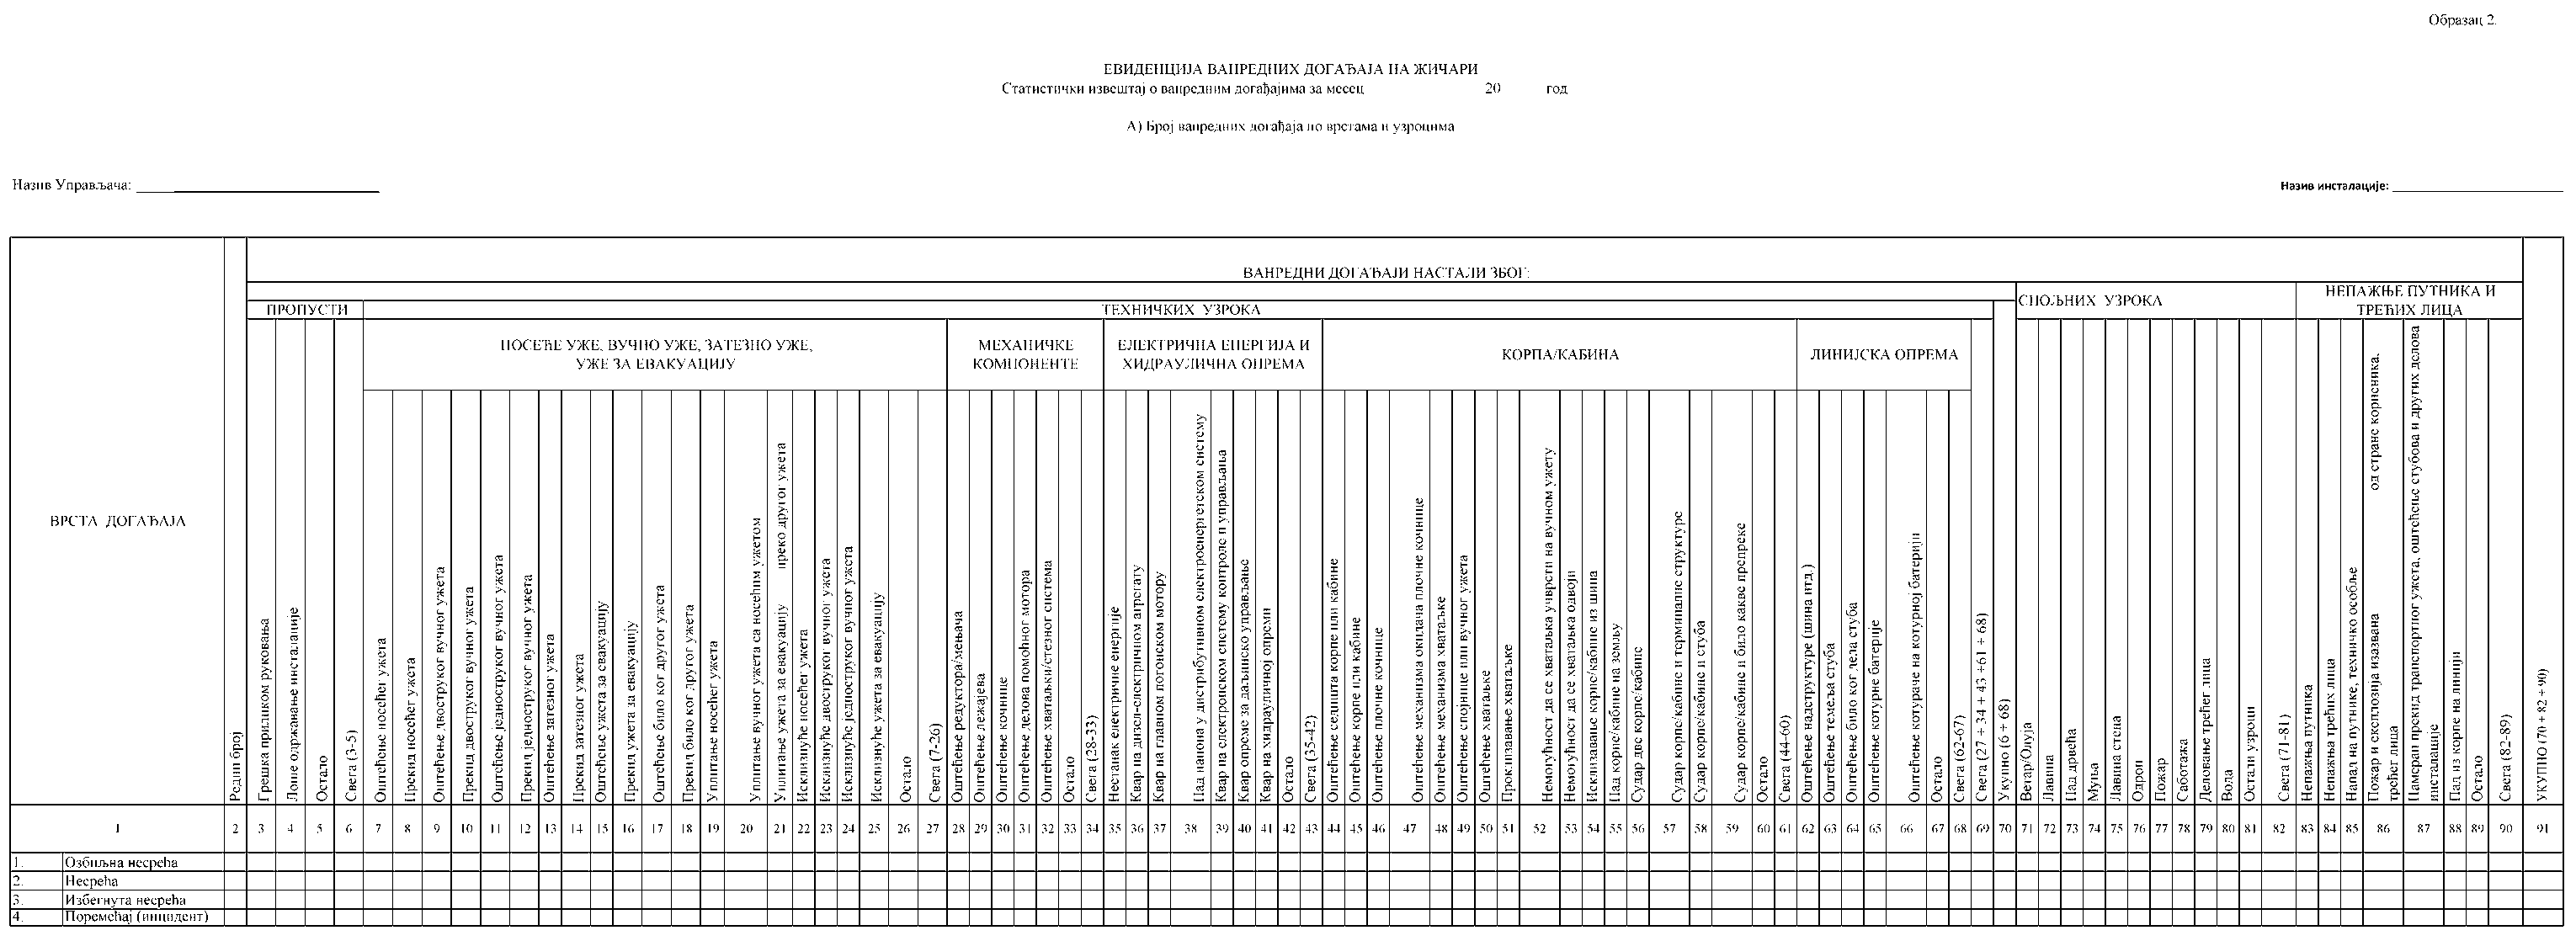 Образац 2.
ЕВИДЕНЦИЈА ВАНРЕДНИХ ДОГАЂАЈА НА ЖИЧАРИ
Статистички извештај о ванредним догађајима за месец 20 год
А) Број ванредних догађаја по врстама и узроцима
Назив Управљача:
Назив инсталације:
ВРСТА ДОГАЂАЈА
Редни број
ВАНРЕДНИ ДОГАЂАЈИ НАСТАЛИ ЗБОГ:
ПРОПУСТИ
ТЕХНИЧКИХ УЗРОКА
СПОЉНИХ УЗРОКА
НЕПАЖЊЕ ПУТНИКА И
ТРЕЋИХ ЛИЦА
НОСЕЋЕ УЖЕ, ВУЧНО УЖЕ, ЗАТЕЗНО УЖЕ,
УЖЕ ЗА ЕВАКУАЦИЈУ
МЕХАНИЧКЕ
КОМПОНЕНТЕ
ЕЛЕКТРИЧНА ЕНЕРГИЈА И
ХИДРАУЛИЧНА ОПРЕМА
КОРПА/КАБИНА
ЛИНИЈСКА ОПРЕМА
Грешка приликом руковања
Лоше одржавање инсталације
Остало
Свега (3-5)
Оштећење носећег ужета
Прекид носећег ужета
Оштећење двоструког вучног ужета
Прекид двоструког вучног ужета
Оштећење једноструког вучног ужета
Прекид једноструког вучног ужета
Оштећење затезног ужета
Прекид затезног ужета
Оштећење ужета за евакуацију
Прекид ужета за евакуацију
Оштећење било ког другог ужета
Прекид било ког другог ужета
Уплитање носећег ужета
Уплитање вучног ужета са носећим ужетом
Уплитање ужета за евакуацију преко другог ужета
Исклизнуће носећег ужета
Исклизнуће двоструког вучног ужета
Исклизнуће једноструког вучног ужета
Исклизнуће ужета за евакуацију
Остало
Свега (7-26)
Оштећење редуктора/мењача
Оштећење лежајева
Оштећење кочнице
Оштећење делова помоћног мотора
Оштећење хватаљки/стезног система
Остало
Свега (28-33)
Нестанак електричне енергије
Квар на дизел-електричном агрегату
Квар на главном погонском мотору
Пад напона у дистрибутивном електроенергетском систему
Квар на електронском систему контроле и управљања
Квар опреме за даљинско управљање
Квар на хидрауличној опреми
Остало
Свега (35-42)
Оштећење седишта корпе или кабине
Оштећење корпе или кабине
Оштећење плочне кочнице
Оштећење механизма окидача плочне кочнице
Оштећење механизма хватаљке
Оштећење спојнице или вучног ужета
Оштећење хватаљке
Проклизавање хватаљке
Немогућност да се хватаљка учврсти на вучном ужету
Немогућност да се хватаљка одвоји
Исклизавање корпе/кабине из шина
Пад корпе/кабине на земљу
Судар две корпе/кабине
Судар корпе/кабине и терминалне структуре
Судар корпе/кабине и стуба
Судар корпе/кабине и било какве препреке
Остало
Свега (44-60)
Оштећење надструктуре (шина итд.)
Оштећење темеља стуба
Оштећење било ког дела стуба
Оштећење котурне батерије
Оштећење котураче на котурној батерији
Остало
Свега (62-67)
Свега (27 + 34 + 43 +61 + 68)
Укупно (6 + 68)
Ветар/Олуја
Лавина
Пад дрвећа
Муња
Лавина стена
Одрон
Пожар
Саботажа
Деловање трећег лица
Вода
Остали узроци
Свега (71-81)
Непажња путника
Непажња трећих лица
Напад на путнике, техничко особље
Пожар и експлозија изазвана од стране корисника,
трећег лица
Намеран прекид транспортног ужета, оштећење стубова и других делова
инсталације
Пад из корпе на линији
Остало
Свега (82-89)
УКУПНО (70 + 82 + 90)
1 2 3 4 5 6 7 8 9 10 11 12 13 14 15 16 17 18 19 20 21 22 23 24 25 26 27 28 29 30 31 32 33 34 35 36 37 38 39 40 41 42 43 44 45 46 47 48 49 50 51 52 53 54 55 56 57 58 59 60 61 62 63 64 65 66 67 68 69 70 71 72 73 74 75 76 77 78 79 80 81 82 83 84 85 86 87 88 89 90 91
1. Озбиљна несрећа
2. Несрећа
3. Избегнута несрећа
4. Поремећај (инцидент)